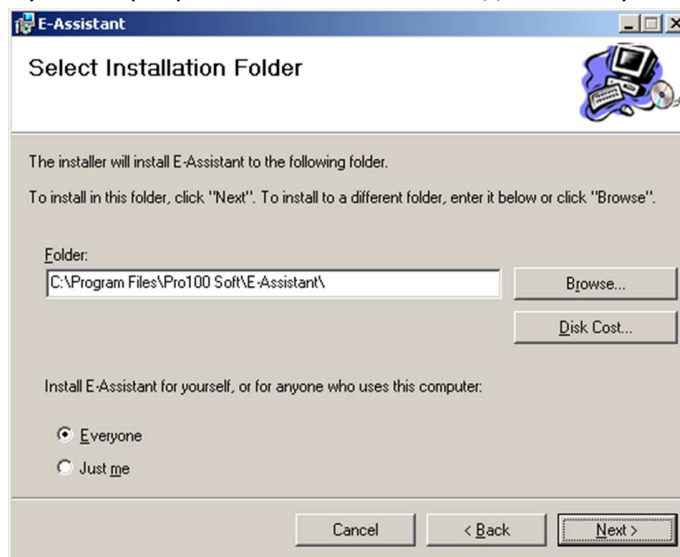 E-Assistant
Select Installation Folder
The installer will install E-Assistant to the following folder.
To install in this folder, click "Next". To install to a different folder, enter it below or click "Browse".
Folder:
C:\Program Files\Pro100 Soft\E-Assistant\
Browse...
Disk Cost...
Install E-Assistant for yourself, or for anyone who uses this computer:
Everyone
Just me
Cancel
< Back
Next >